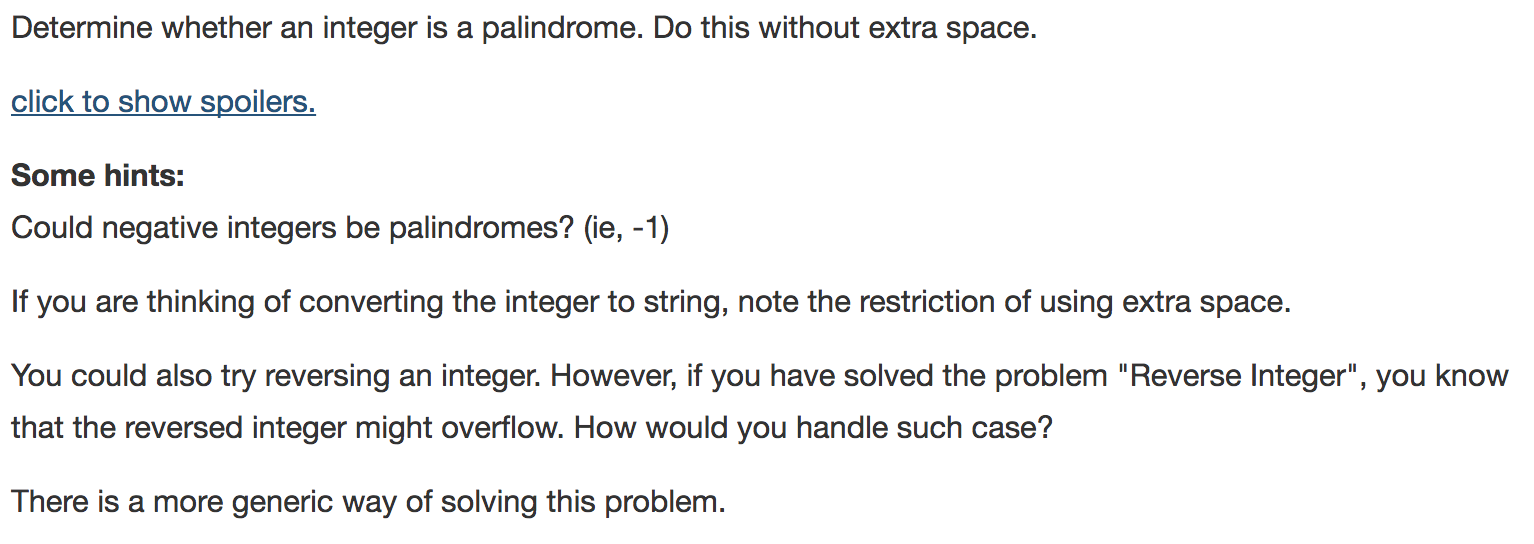 Determine whether an integer is a palindrome. Do this without extra space.
click to show spoilers.
Some hints:
Could negative integers be palindromes? (ie, -1)
If you are thinking of converting the integer to string, note the restriction of using extra space.
You could also try reversing an integer. However, if you have solved the problem "Reverse Integer", you know
that the reversed integer might overflow. How would you handle such case?
There is a more generic way of solving this problem.